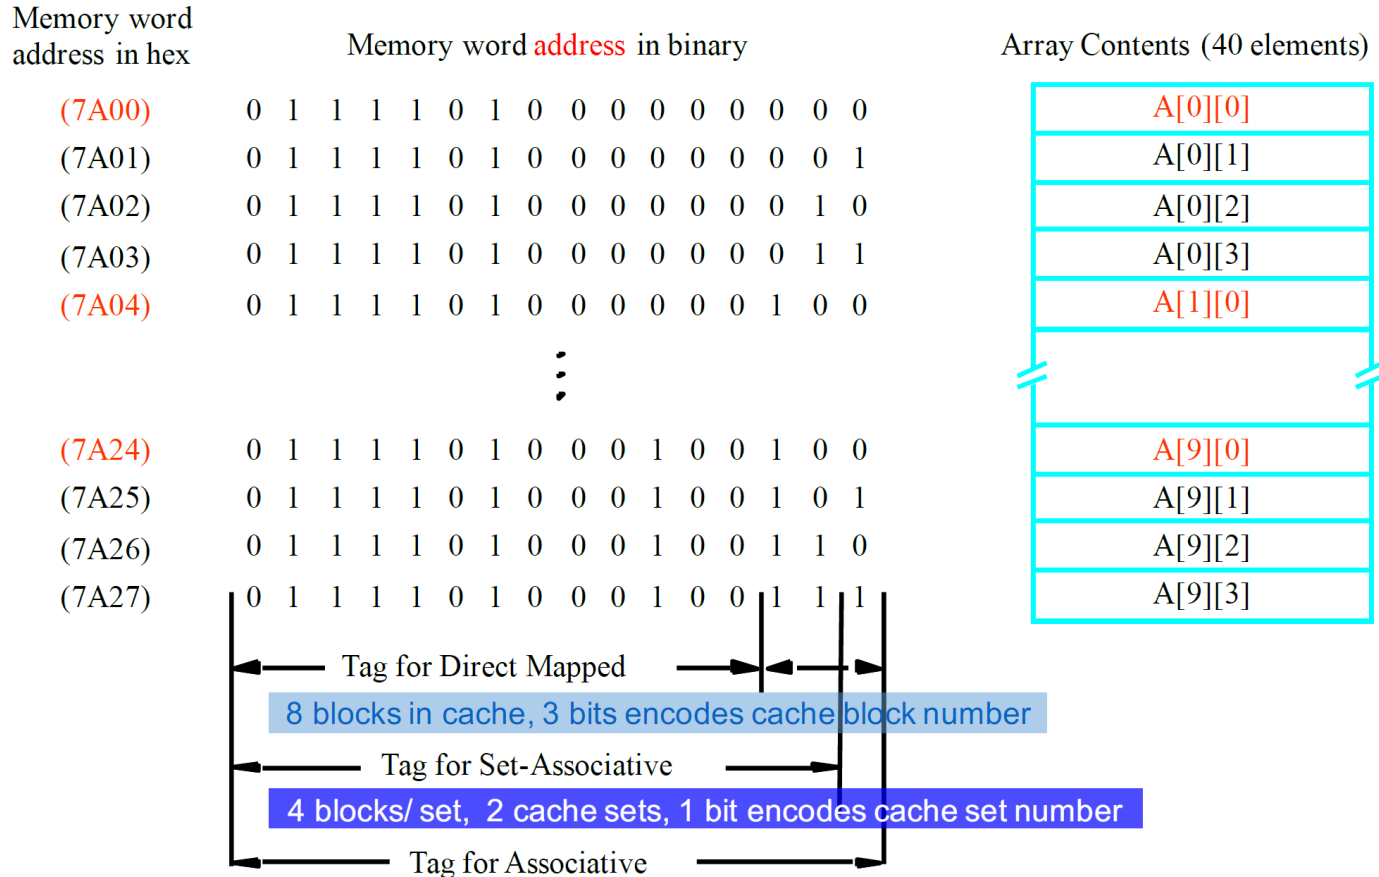 Memory word
address in hex
Memory word address in binary
Array Contents (40 elements)
(7A00) 0 1 1 1 1 0 1 0 0 0 0 0 0 0 0 0 A[0][0]
(7A01) 0 1 1 1 1 0 1 0 0 0 0 0 0 0 0 1 A[0][1]
(7A02) 0 1 1 1 1 0 1 0 0 0 0 0 0 0 1 0 A[0][2]
(7A03) 0 1 1 1 1 0 1 0 0 0 0 0 0 0 1 1 A[0][3]
(7A04) 0 1 1 1 1 0 1 0 0 0 0 0 0 1 0 0 A[1][0]
(7A24) 0 1 1 1 1 0 1 0 0 0 1 0 0 1 0 0 A[9][0]
(7A25) 0 1 1 1 1 0 1 0 0 0 1 0 0 1 0 1 A[9][1]
(7A26) 0 1 1 1 1 0 1 0 0 0 1 0 0 1 1 0 A[9][2]
(7A27) 0 1 1 1 1 0 1 0 0 0 1 0 0 1 1 1 A[9][3]
Tag for Direct Mapped
8 blocks in cache, 3 bits encodes cache block number
Tag for Set-Associative
4 blocks/ set, 2 cache sets, 1 bit encodes cache set number
Tag for Associative